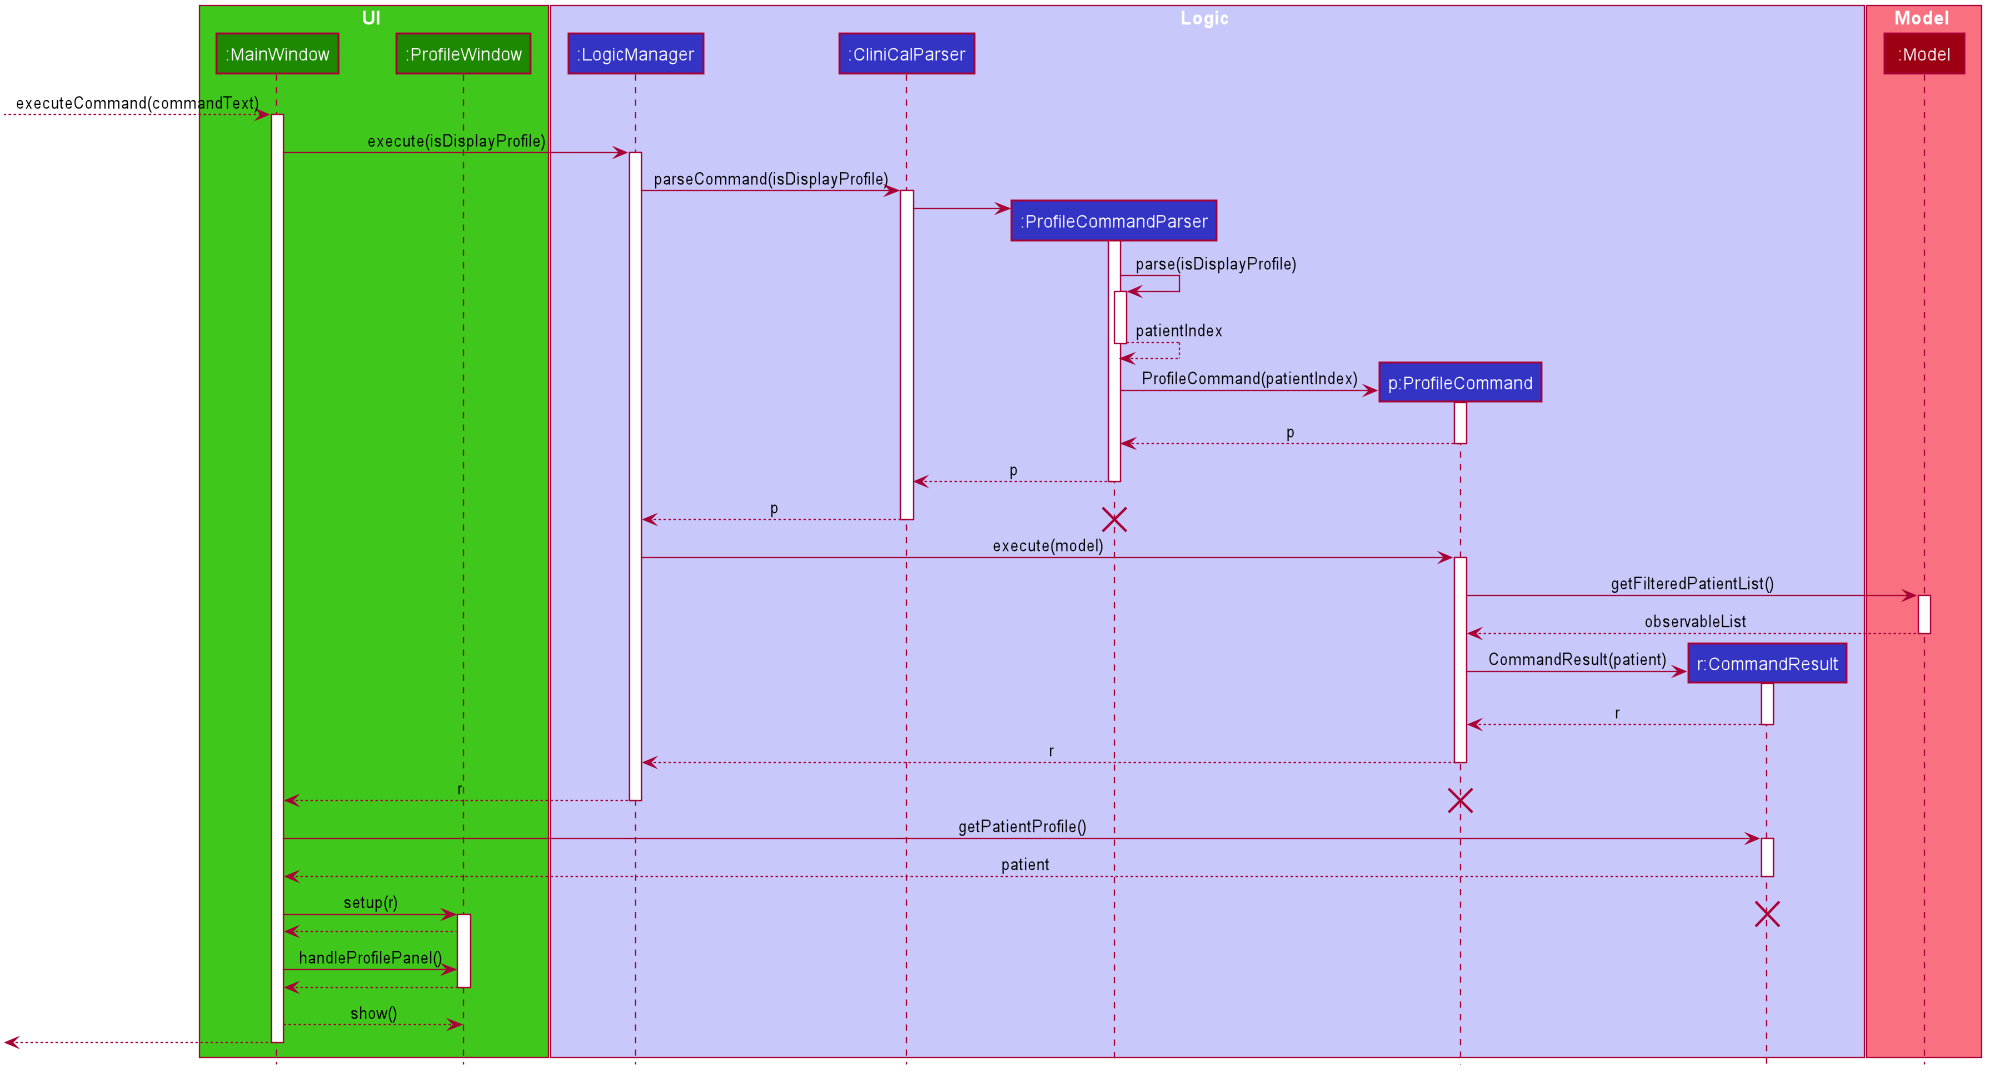 UI
Logic
Model
:MainWindow
:ProfileWindow
:LogicManager
:CliniCalParser
:Model
executeCommand(commandText)
execute(isDisplayProfile)
parseCommand(isDisplayProfile)
:ProfileCommandParser
parse(isDisplayProfile)
patientIndex
ProfileCommand(patientIndex)
p:ProfileCommand
p
p
p
execute(model)
getFilteredPatientList()
observableList
CommandResult(patient)
r:CommandResult
r
r
r
getPatientProfile()
patient
setup(r)
handleProfilePanel()
show()